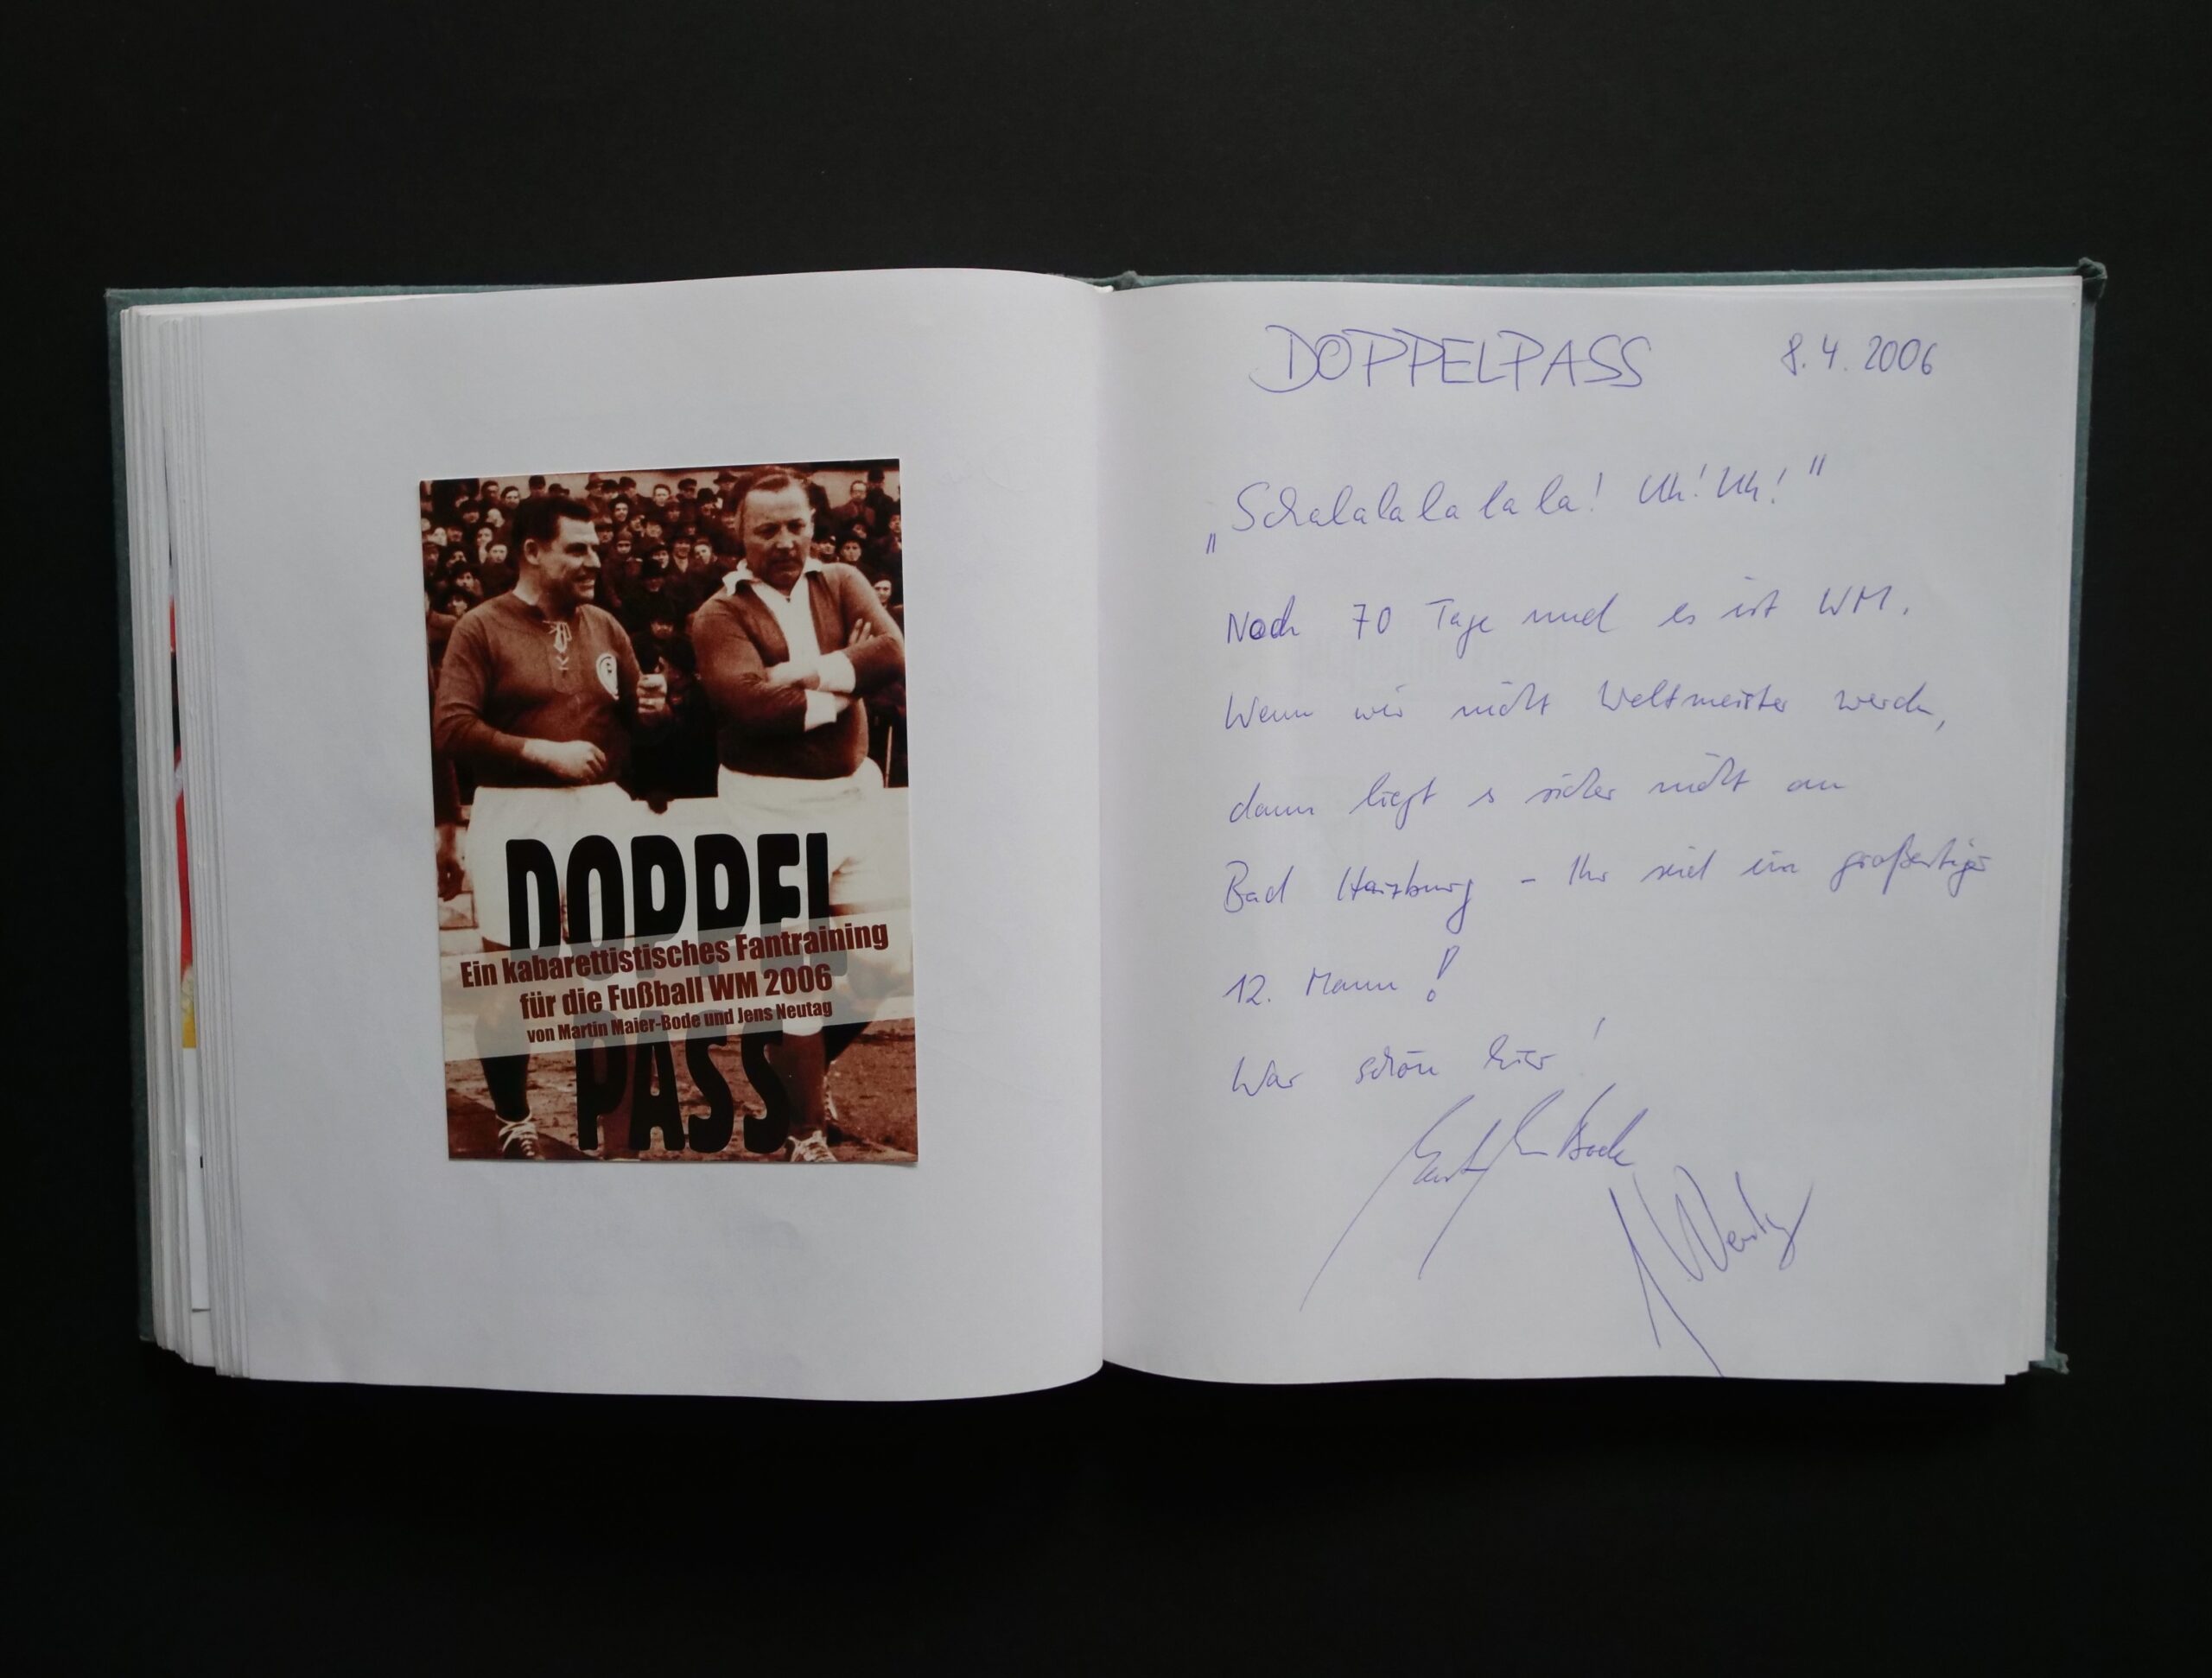 DOPPEL
Ein kabarettistisches Fantraining
für die Fußball WM 2006
von Martin Maier-Bode und Jens Neutag
PASS
DOPPELPASS 8.4.2006
„Schalalalalala! Uh! Uh!"
Noch 70 Tage und es ist WM.
Wenn wir nicht Weltmeister werden,
dann liegt es sicher nicht an
Bad Harzburg - Ihr seid ein großartiger
12. Mann!
War schön hier!